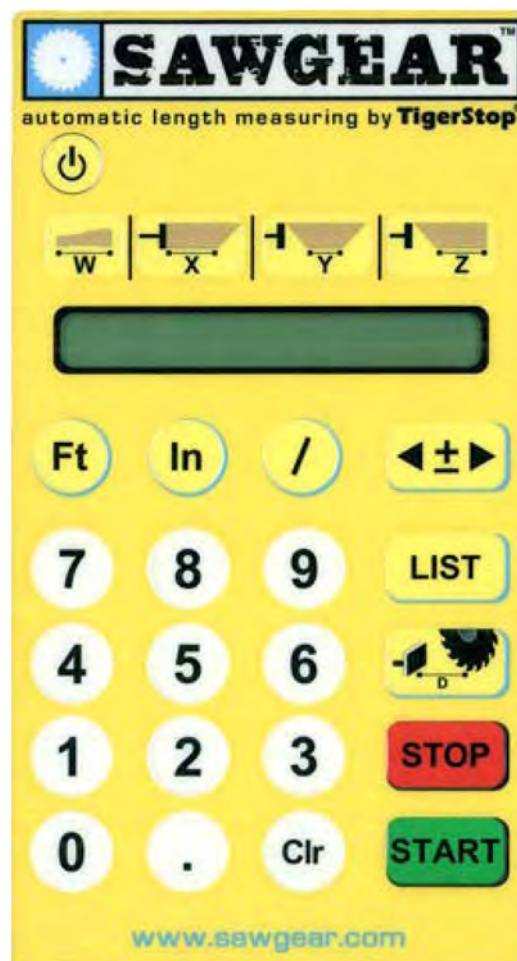 SAWGEAR™
automatic length measuring by TigerStop®
W X Y Z
Ft In / ◀ ± ▶
7 8 9 LIST
4 5 6 D
1 2 3 STOP
0 . Clr START
www.sawgear.com